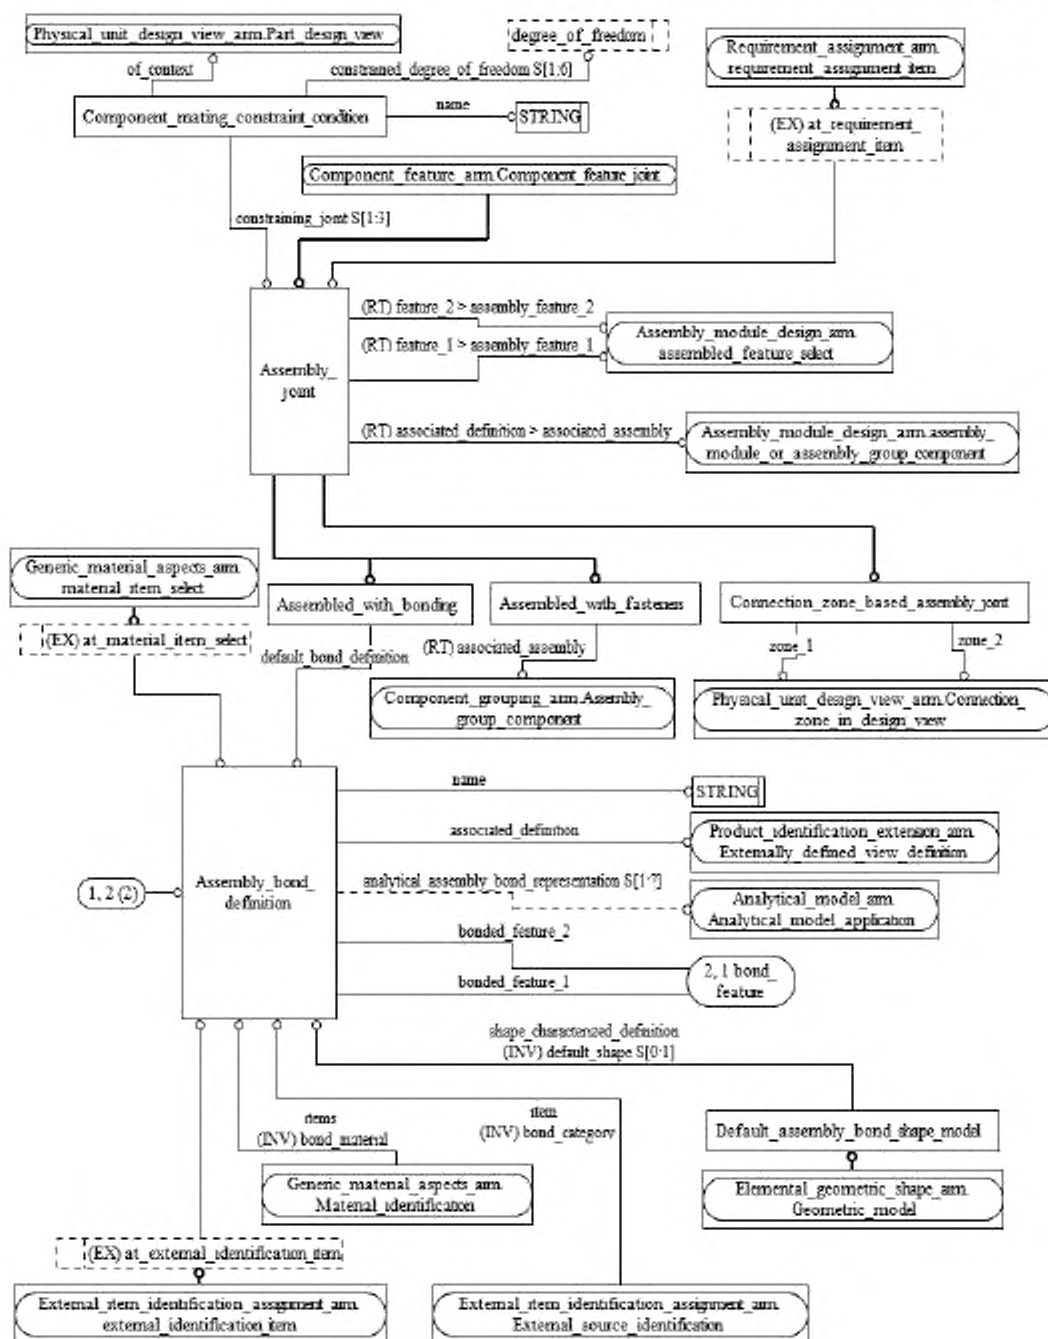 Physical_unit_design_view_arm.Part_design_view
degree_of_freedom
Requirement_assignment_arm.
requirement_assignment_item
of_context
constrained_degree_of_freedom S[1:6]
Component_mating_constraint_condition
name
STRING
(EX) at_requirement_
assignment_item
Component_feature_arm.Component_feature_joint
constraining_joint S[1:3]
(RT) feature_2 > assembly_feature_2
(RT) feature_1 > assembly_feature_1
Assembly_module_design_arm.
assembled_feature_select
Assembly_
joint
(RT) associated_definition > associated_assembly
Assembly_module_design_arm.assembly_
module_or_assembly_group_component
Generic_material_aspects_arm.
material_item_select
Assembled_with_bonding
Assembled_with_fasteners
Connection_zone_based_assembly_joint
(EX) at_material_item_select
default_bond_definition
(RT) associated_assembly
zone_1
zone_2
Component_grouping_arm.Assembly_
group_component
Physical_unit_design_view_arm.Connection_
zone_in_design_view
name
STRING
associated_definition
Product_identification_extension_arm.
Externally_defined_view_definition
1, 2 (2)
Assembly_bond_
definition
analytical_assembly_bond_representation S[1:?]
Analytical_model_arm.
Analytical_model_application
bonded_feature_2
bonded_feature_1
2, 1 bond_
feature
shape_characterized_definition
(INV) default_shape S[0:1]
items
(INV) bond_material
item
(INV) bond_category
Default_assembly_bond_shape_model
Generic_material_aspects_arm.
Material_identification
Elemental_geometric_shape_arm.
Geometric_model
(EX) at_external_identification_item
External_item_identification_assignment_arm.
external_identification_item
External_item_identification_assignment_arm.
External_source_identification